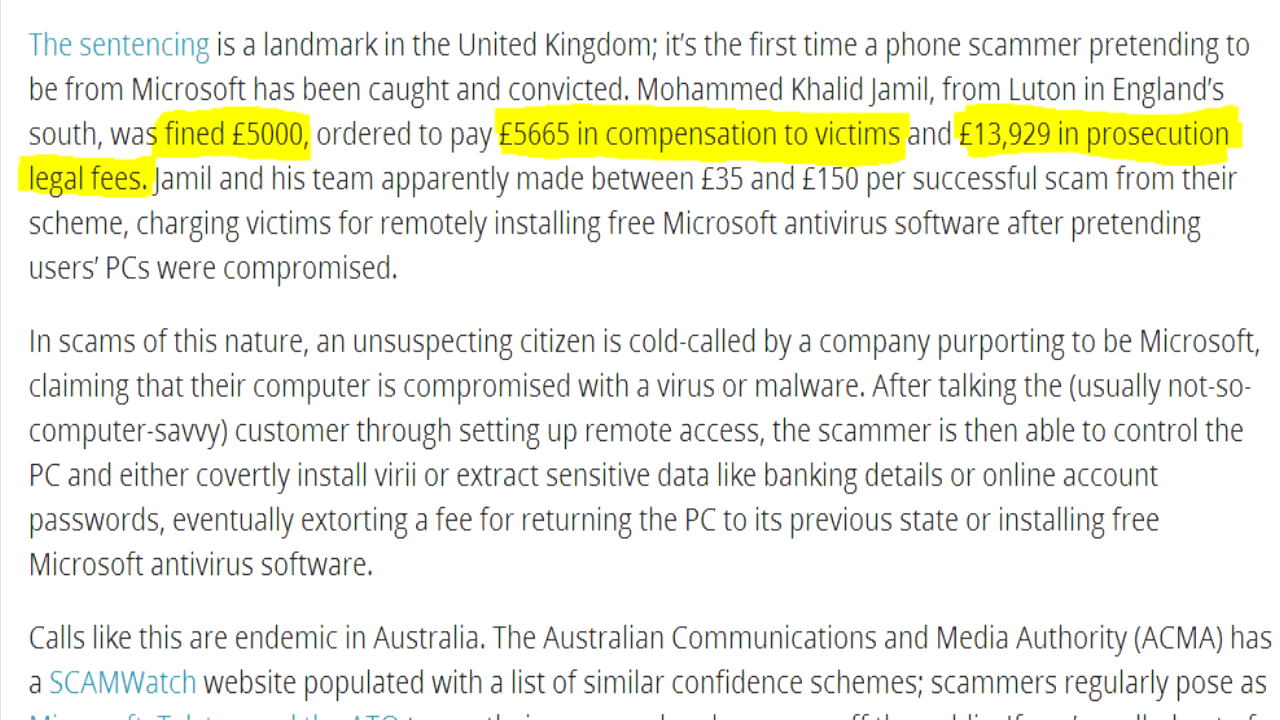 The sentencing is a landmark in the United Kingdom; it’s the first time a phone scammer pretending to
be from Microsoft has been caught and convicted. Mohammed Khalid Jamil, from Luton in England’s
south, was fined £5000, ordered to pay £5665 in compensation to victims and £13,929 in prosecution
legal fees. Jamil and his team apparently made between £35 and £150 per successful scam from their
scheme, charging victims for remotely installing free Microsoft antivirus software after pretending
users’ PCs were compromised.
In scams of this nature, an unsuspecting citizen is cold-called by a company purporting to be Microsoft,
claiming that their computer is compromised with a virus or malware. After talking the (usually not-so-
computer-savvy) customer through setting up remote access, the scammer is then able to control the
PC and either covertly install virii or extract sensitive data like banking details or online account
passwords, eventually extorting a fee for returning the PC to its previous state or installing free
Microsoft antivirus software.
Calls like this are endemic in Australia. The Australian Communications and Media Authority (ACMA) has
a SCAMWatch website populated with a list of similar confidence schemes; scammers regularly pose as